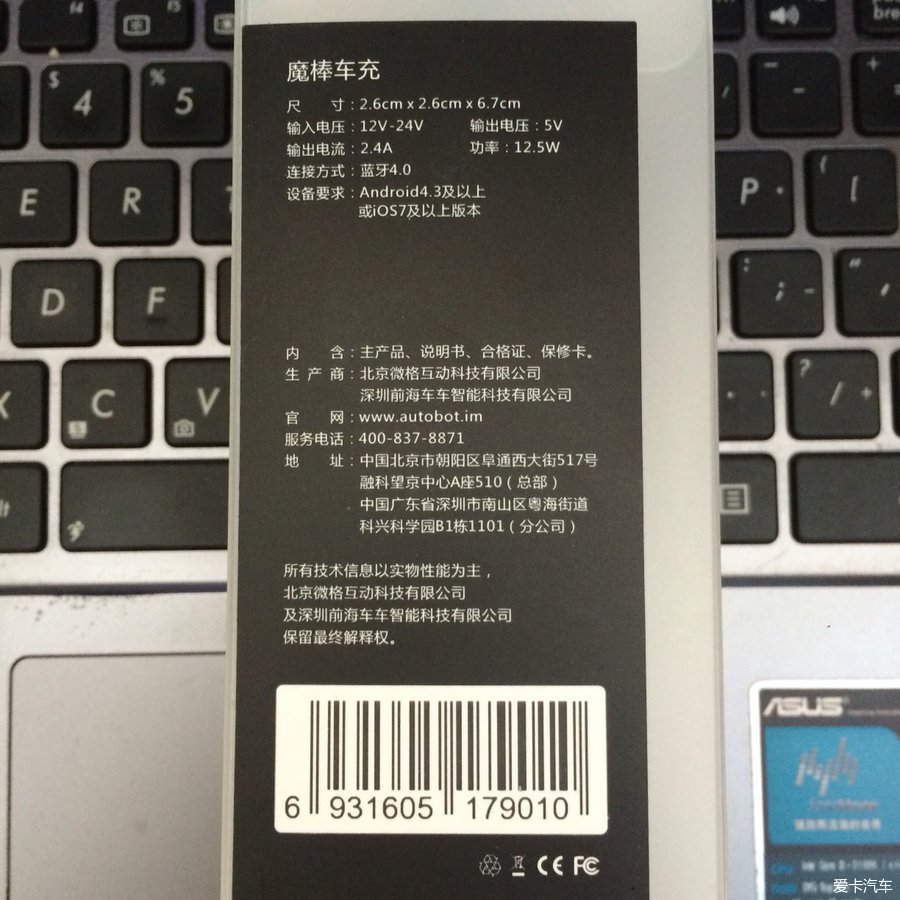 魔棒车充
尺 寸：2.6cm x 2.6cm x 6.7cm
输入电压：12V-24V 输出电压：5V
输出电流：2.4A 功率：12.5W
连接方式：蓝牙4.0
设备要求：Android4.3及以上
或iOS7及以上版本
内 含：主产品、说明书、合格证、保修卡。
生 产 商：北京微格互动科技有限公司
深圳前海车车智能科技有限公司
官 网：www.autobot.im
服务电话：400-837-8871
地 址：中国北京市朝阳区阜通西大街517号
融科望京中心A座510（总部）
中国广东省深圳市南山区粤海街道
科兴科学园B1栋1101（分公司）
所有技术信息以实物性能为主，
北京微格互动科技有限公司
及深圳前海车车智能科技有限公司
保留最终解释权。
6 931605 179010
CE FC
f4 f5
$ 4 % 5
E R
D F
X C V
P
ASUS
爱卡汽车